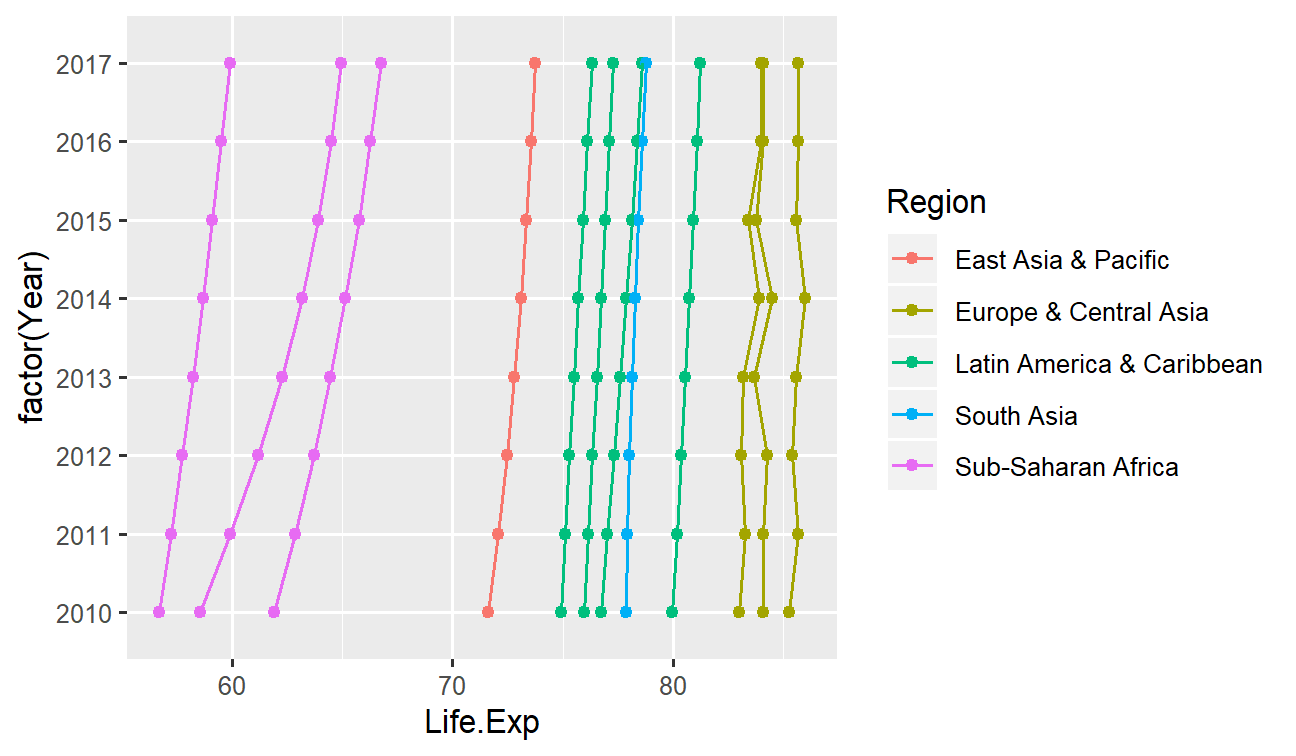 2017
2016
2015
2014
2013
2012
2011
2010
factor(Year)
60 70 80
Life.Exp
Region
East Asia & Pacific
Europe & Central Asia
Latin America & Caribbean
South Asia
Sub-Saharan Africa